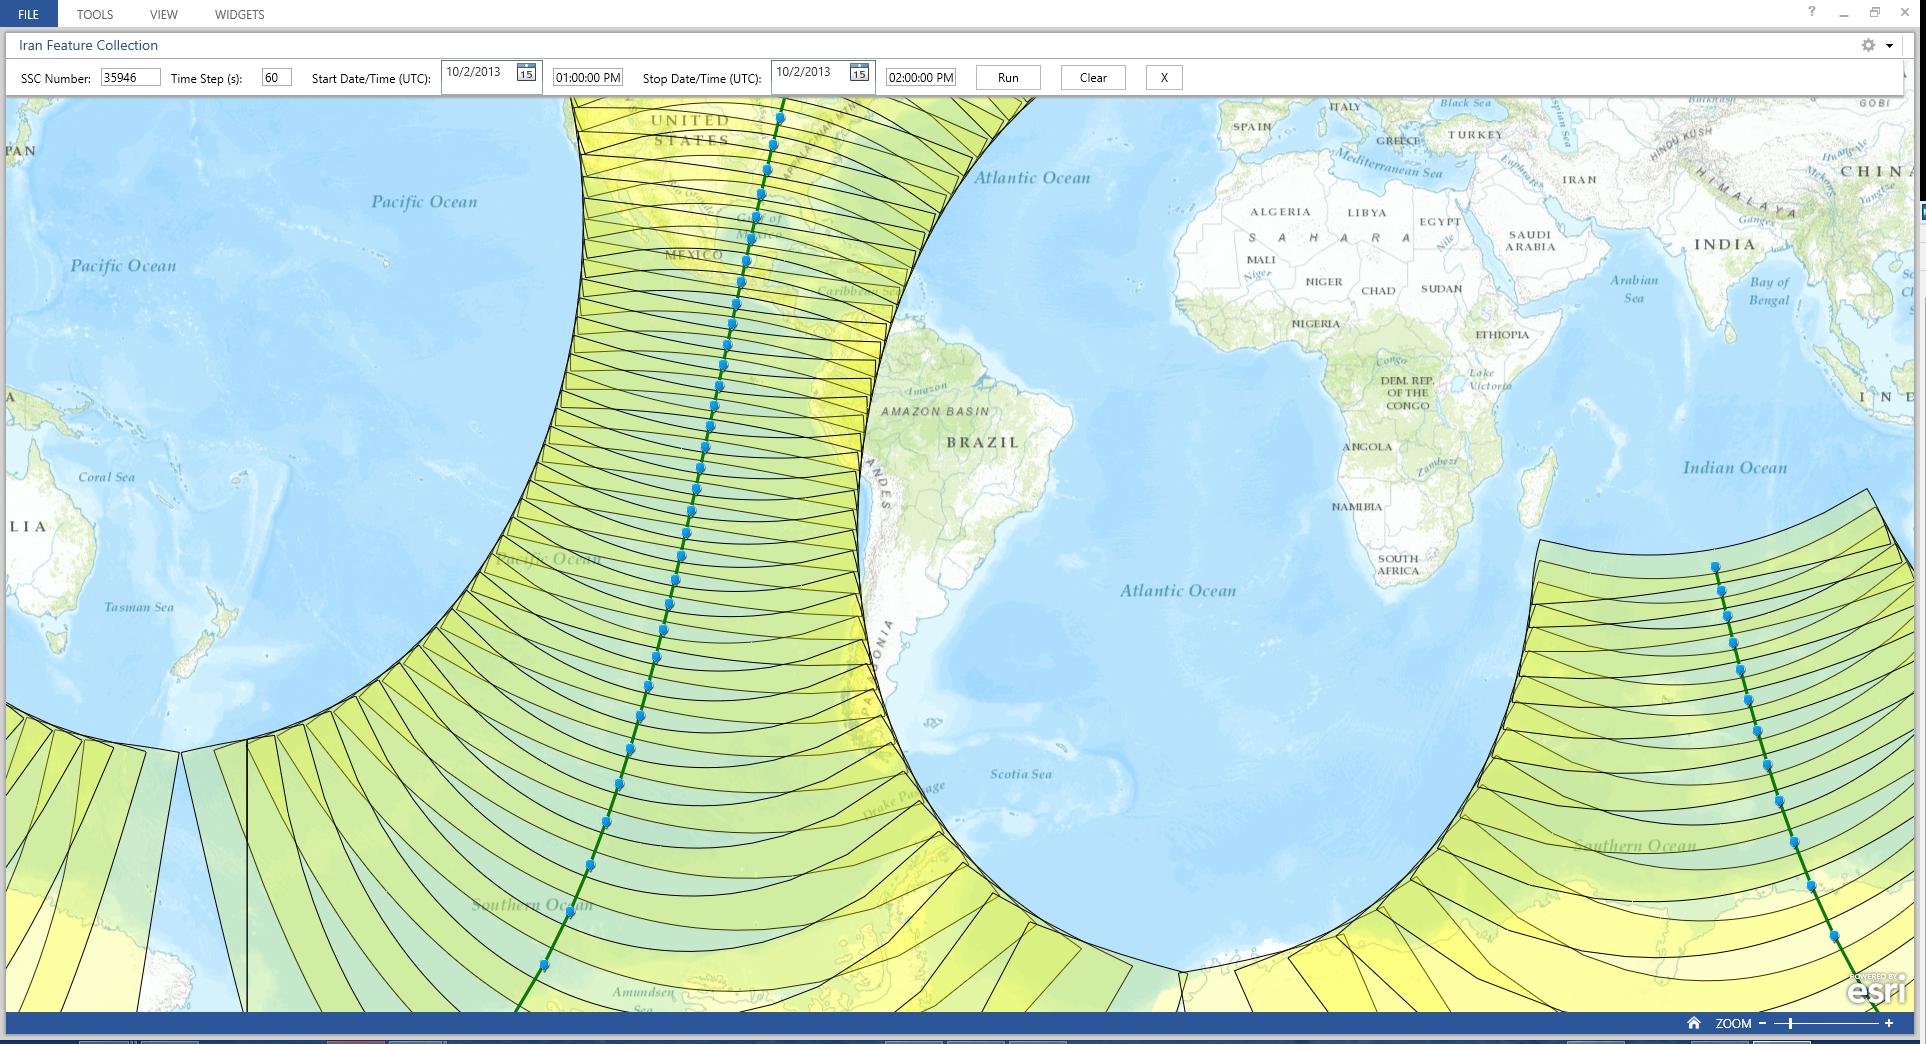 FILE TOOLS VIEW WIDGETS
Iran Feature Collection
SSC Number: 35946 Time Step (s): 60 Start Date/Time (UTC): 10/2/2013 15 01:00:00 PM Stop Date/Time (UTC): 10/2/2013 15 02:00:00 PM Run Clear X
UNITED
STATES
ITALY
Black Sea
GOBI
SPAIN
GREECE
TURKEY
HINDU KUSH
PAN
Mediterranean Sea
Euphrates
IRAN
HIMALAYA
CHINA
Pacific Ocean
Atlantic Ocean
ALGERIA
LIBYA
EGYPT
Ganges
Gulf of
Mexico
SAHARA
Nile
SAUDI
ARABIA
INDIA
MEXICO
Pacific Ocean
MALI
Niger
NIGER
CHAD
SUDAN
Arabian
Sea
Bay of
Bengal
Caribbean Sea
NIGERIA
ETHIOPIA
Congo
Lake
Victoria
DEM. REP.
OF THE
CONGO
Amazon
AMAZON BASIN
BRAZIL
ANGOLA
Zambezi
ANDES
Indian Ocean
Coral Sea
LIA
NAMIBIA
Pacific Ocean
SOUTH
AFRICA
Atlantic Ocean
Tasman Sea
PATAGONIA
Scotia Sea
Drake Passage
Southern Ocean
Southern Ocean
Amundsen
Sea
POWERED BY
esri
ZOOM